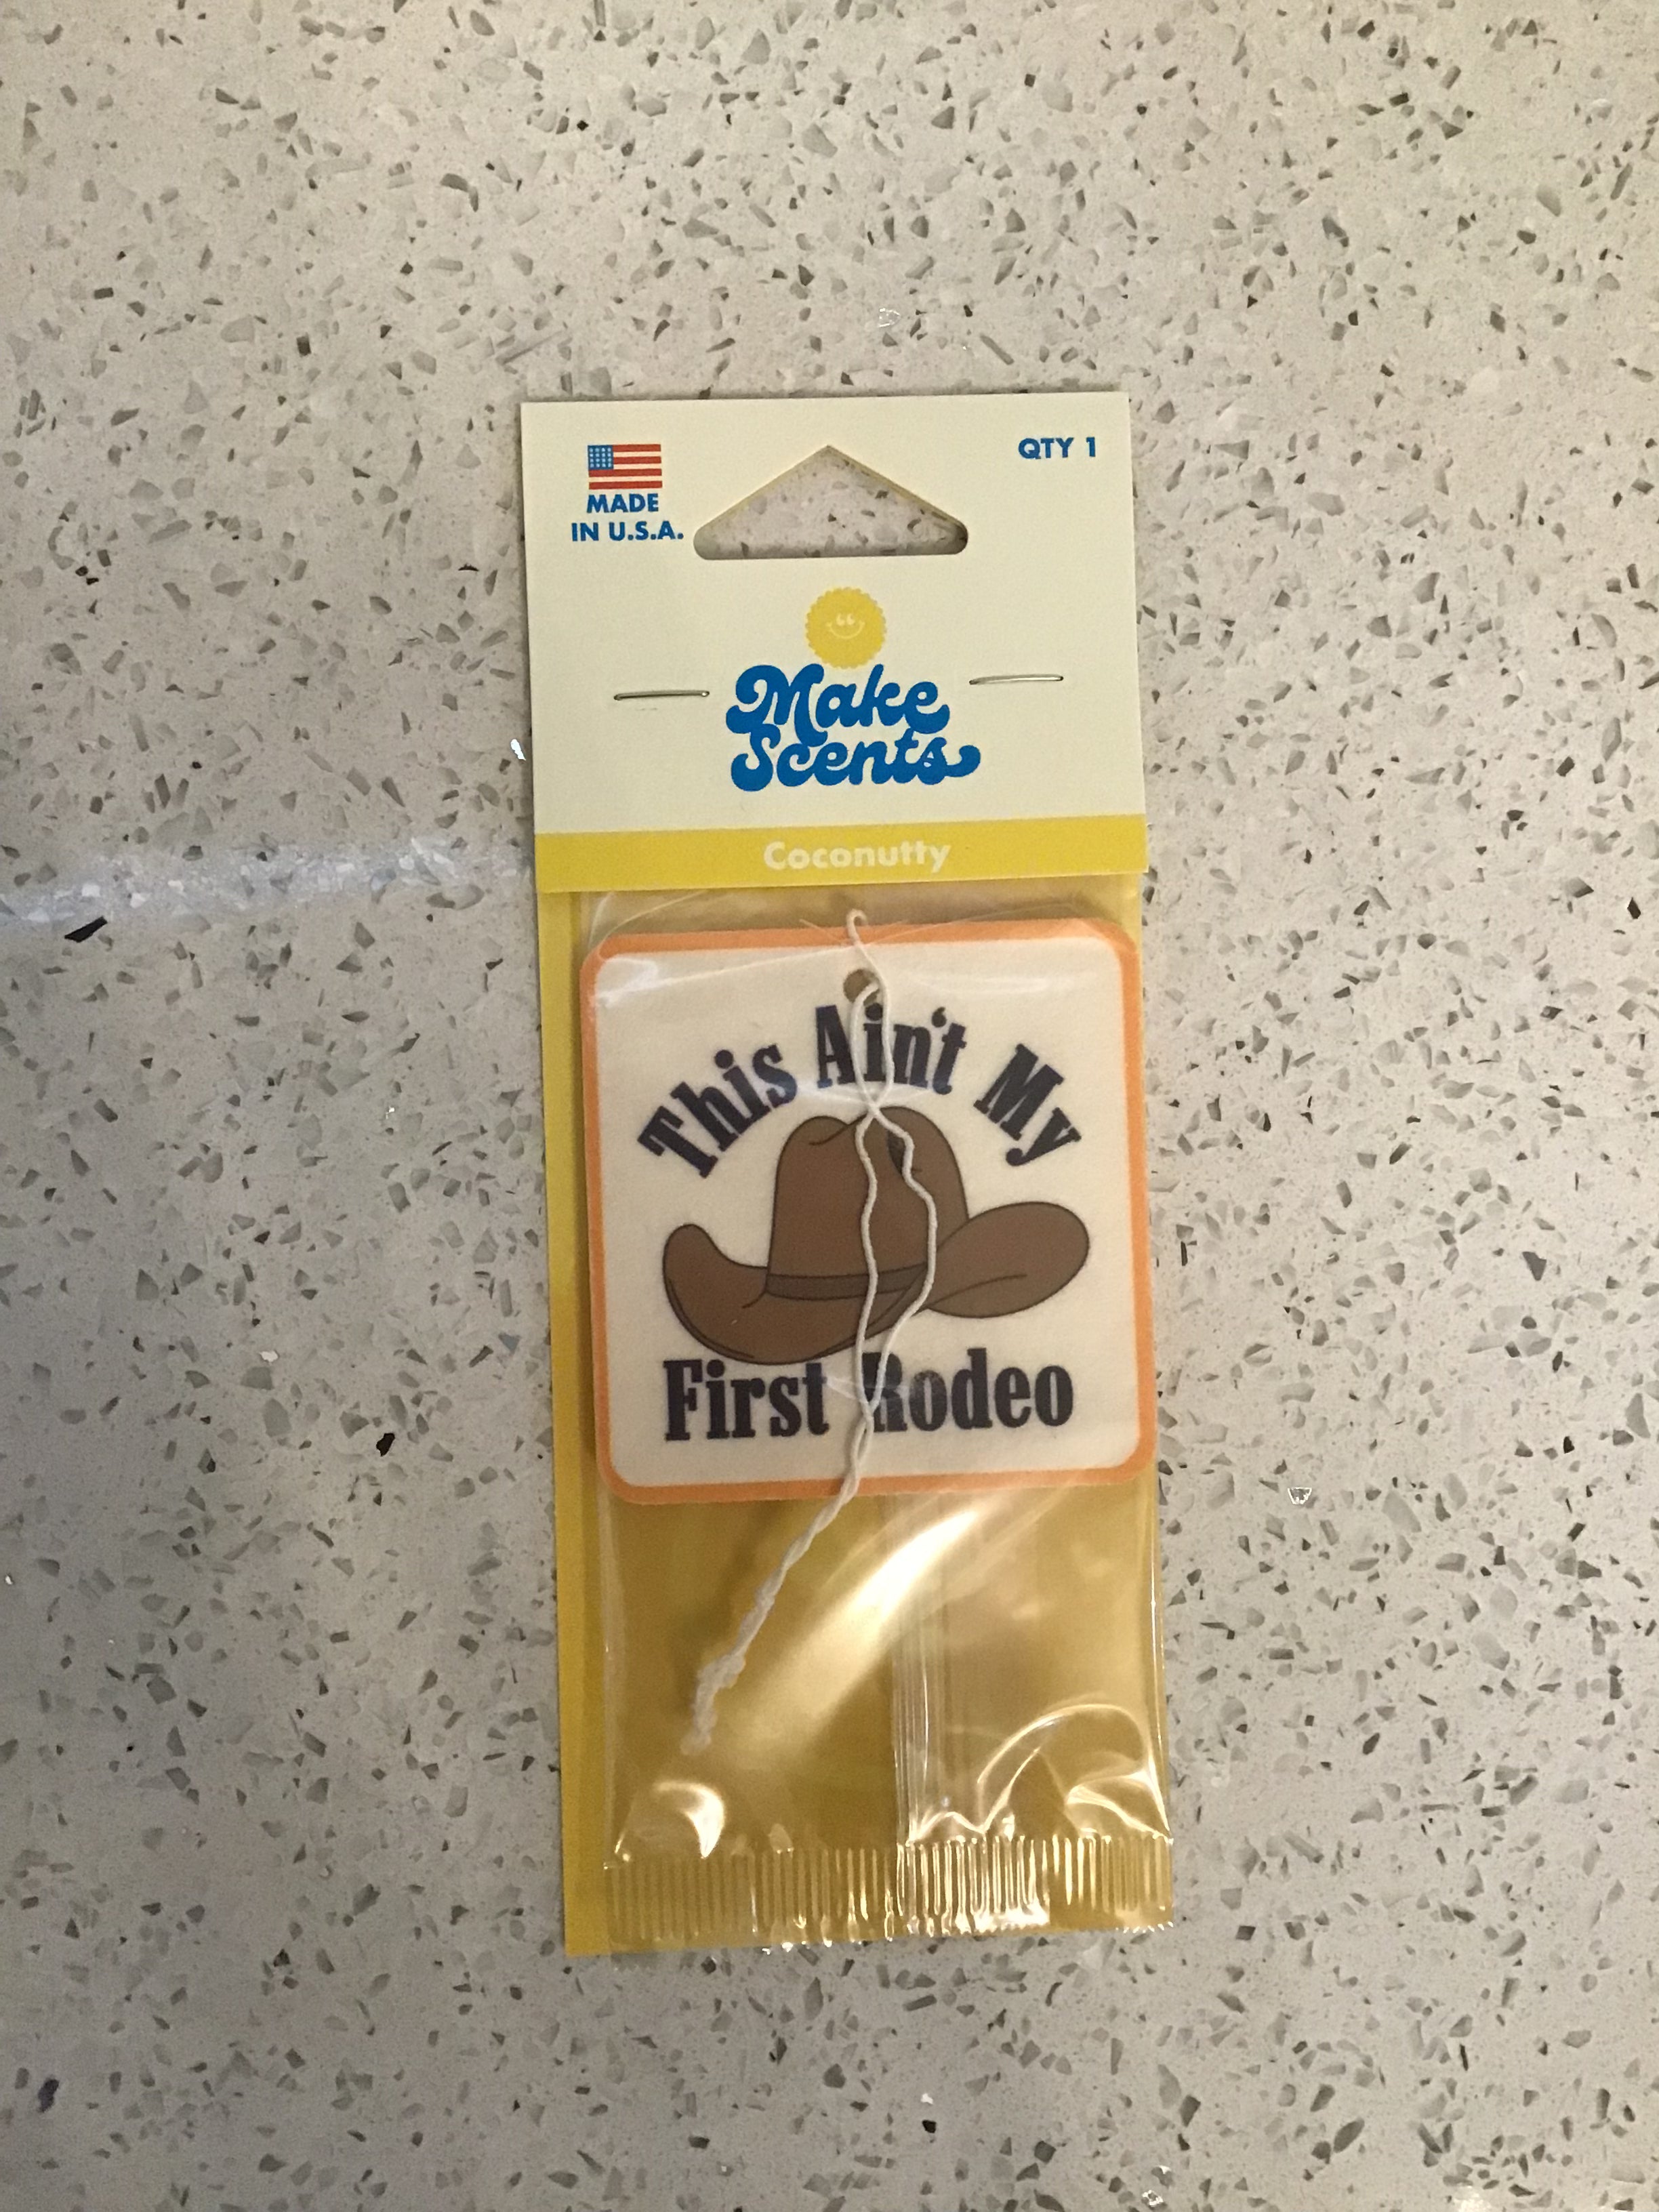 QTY 1
MADE
IN U.S.A.
Make
Scents
Coconutty
This Ain't My
First Rodeo